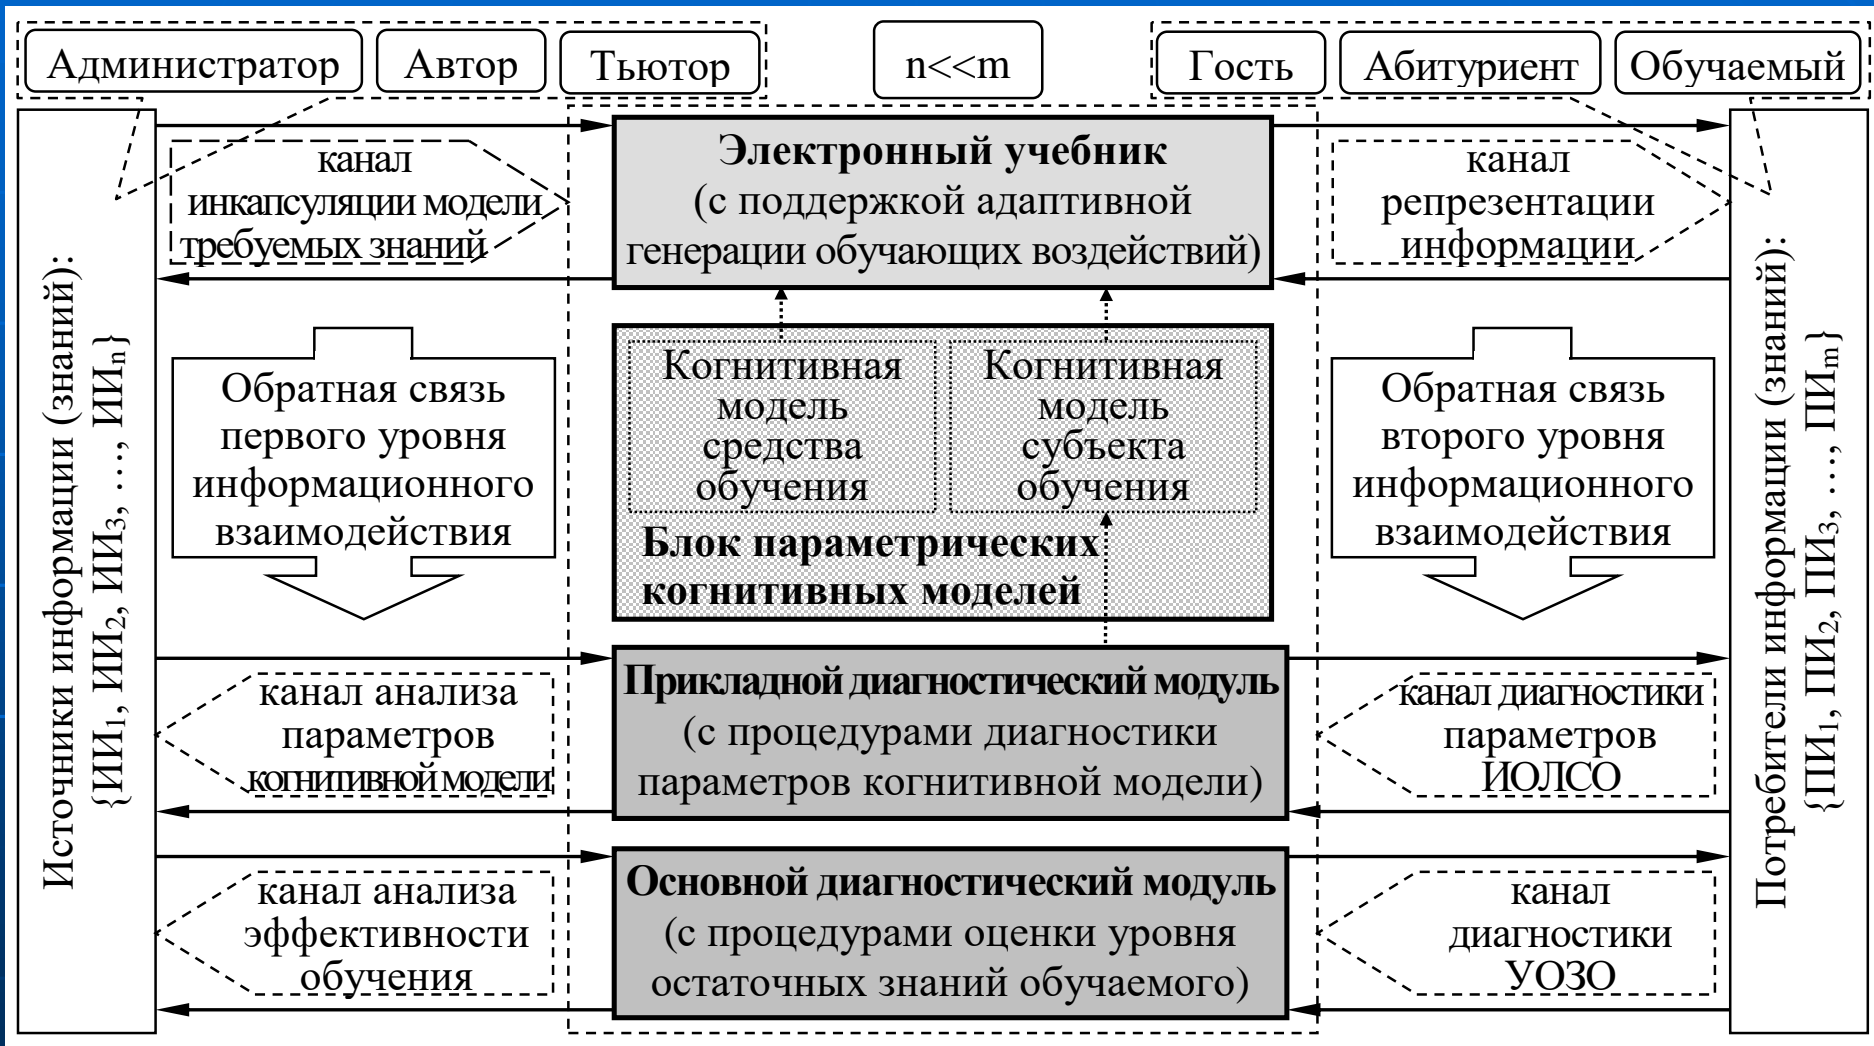 Администратор
Автор
Тьютор
n<<m
Гость
Абитуриент
Обучаемый
Источники информации (знаний):
{ИИ₁, ИИ₂, ИИ₃, …, ИИₙ}
канал
инкапсуляции модели
требуемых знаний
Электронный учебник
(с поддержкой адаптивной
генерации обучающих воздействий)
канал
репрезентации
информации
Обратная связь
первого уровня
информационного
взаимодействия
Когнитивная
модель
средства
обучения
Когнитивная
модель
субъекта
обучения
Блок параметрических
когнитивных моделей
Обратная связь
второго уровня
информационного
взаимодействия
канал анализа
параметров
когнитивной модели
Прикладной диагностический модуль
(с процедурами диагностики
параметров когнитивной модели)
канал диагностики
параметров
ИОЛСО
канал анализа
эффективности
обучения
Основной диагностический модуль
(с процедурами оценки уровня
остаточных знаний обучаемого)
канал
диагностики
УОЗО
Потребители информации (знаний):
{ПИ₁, ПИ₂, ПИ₃, …, ПИₘ}